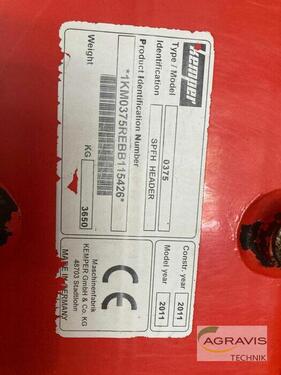 kemper
Type / Model 0375
Identification SPFH HEADER
Product Identification Number
*1KM0375REBB115426*
Weight KG 3650
Constr. year 2011
Model year 2011
CE
Maschinenfabrik
KEMPER GmbH & Co. KG
48703 Stadtlohn
MADE IN GERMANY
AGRAVIS
TECHNIK